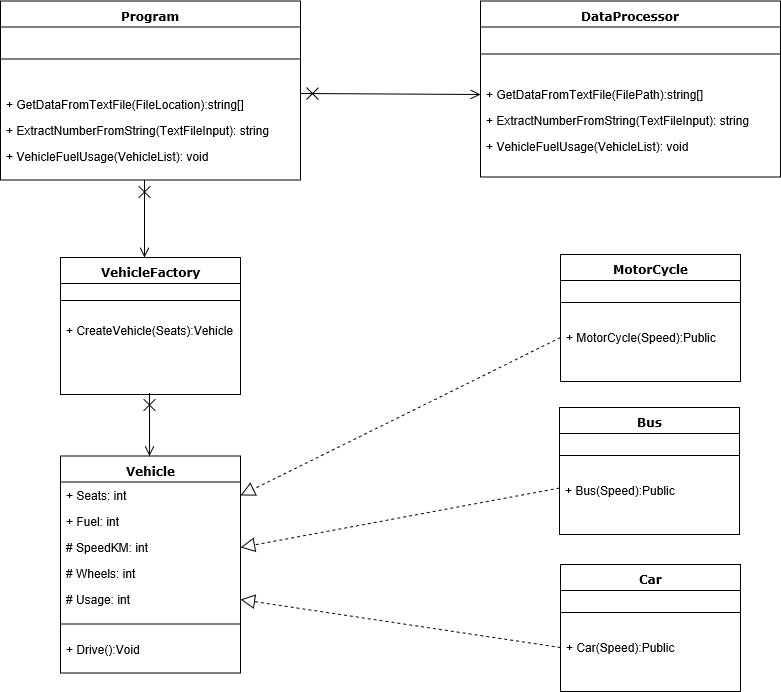 Program
+ GetDataFromTextFile(FileLocation):string[]
+ ExtractNumberFromString(TextFileInput): string
+ VehicleFuelUsage(VehicleList): void
DataProcessor
+ GetDataFromTextFile(FilePath):string[]
+ ExtractNumberFromString(TextFileInput): string
+ VehicleFuelUsage(VehicleList): void
VehicleFactory
+ CreateVehicle(Seats):Vehicle
MotorCycle
+ MotorCycle(Speed):Public
Bus
+ Bus(Speed):Public
Vehicle
+ Seats: int
+ Fuel: int
# SpeedKM: int
# Wheels: int
# Usage: int
+ Drive():Void
Car
+ Car(Speed):Public